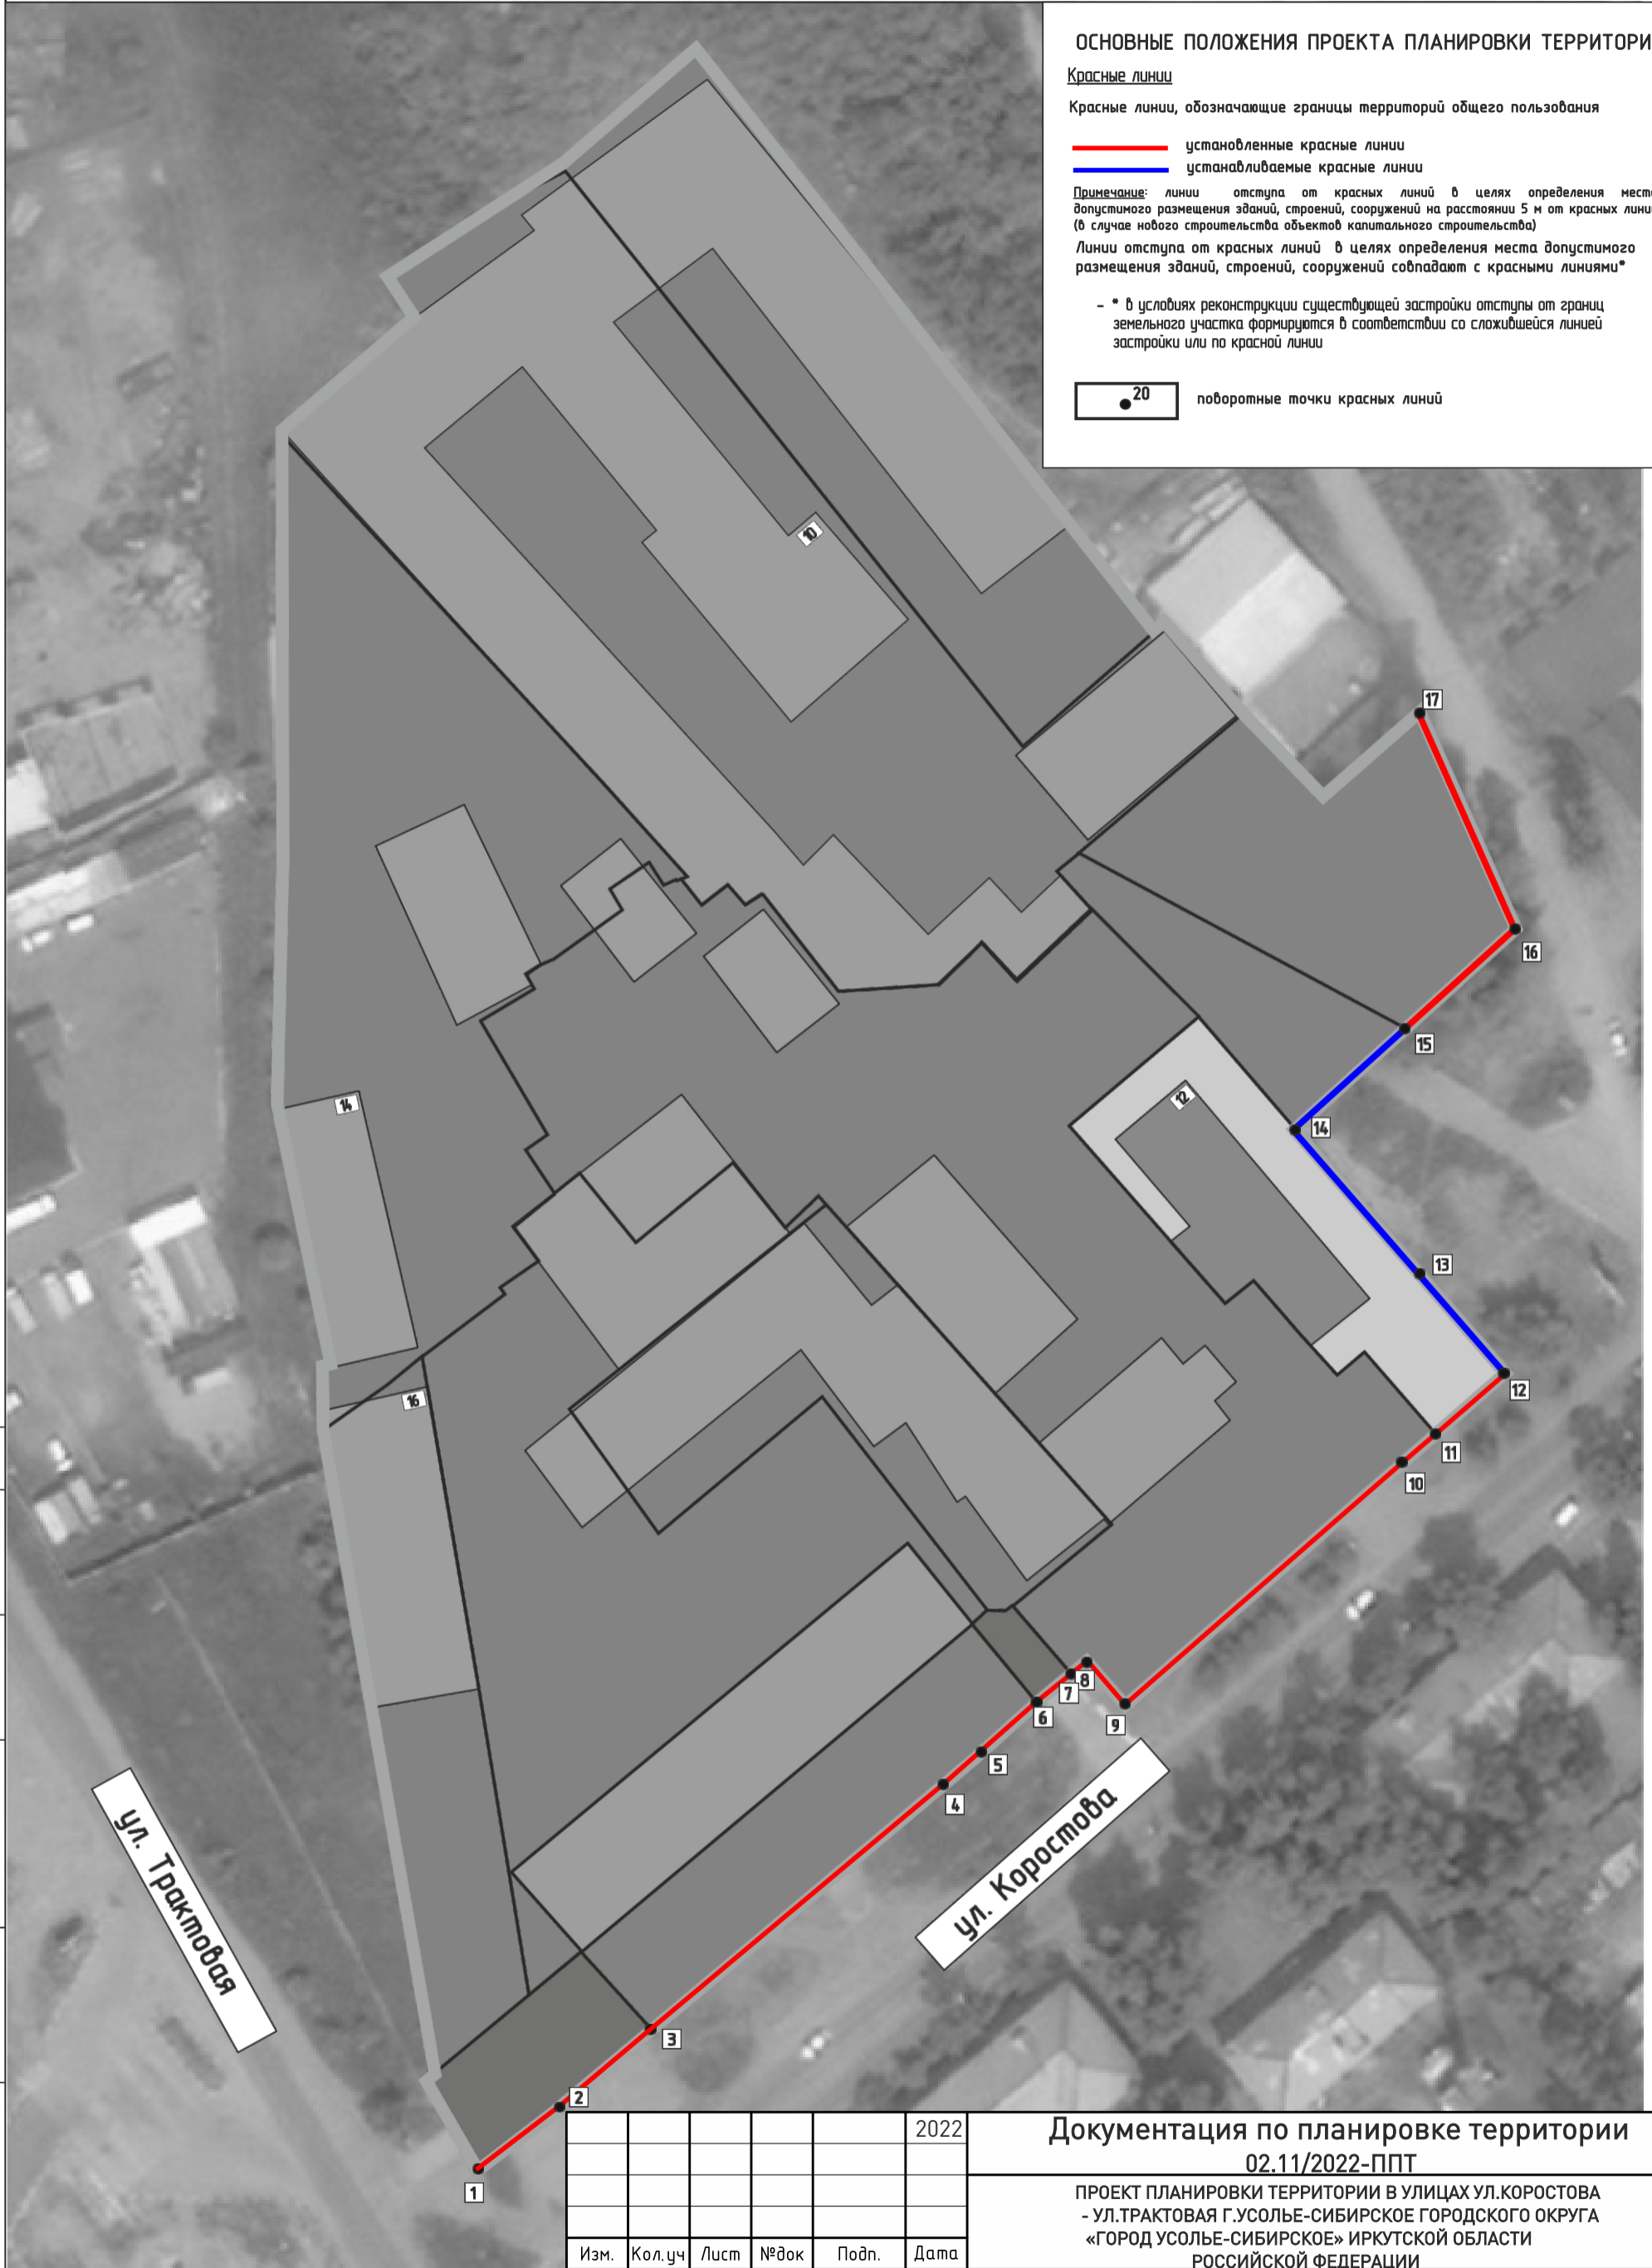 ОСНОВНЫЕ ПОЛОЖЕНИЯ ПРОЕКТА ПЛАНИРОВКИ ТЕРРИТОРИ
Красные линии
Красные линии, обозначающие границы территорий общего пользования
установленные красные линии
устанавливаемые красные линии
Примечание: линии отступа от красных линий в целях определения мест
допустимого размещения зданий, строений, сооружений на расстоянии 5 м от красных лини
(в случае нового строительства объектов капитального строительства)
Линии отступа от красных линий в целях определения места допустимого
размещения зданий, строений, сооружений совпадают с красными линиями*
- * в условиях реконструкции существующей застройки отступы от границ
земельного участка формируются в соответствии со сложившейся линией
застройки или по красной линии
20
поворотные точки красных линий
10
17
16
15
14
12
14
13
12
16
11
10
8
7
6
9
5
4
ул. Коростова
ул. Трактовая
3
2
1
2022
Изм. Кол.уч Лист №док Подп. Дата
Документация по планировке территории
02.11/2022-ППТ
ПРОЕКТ ПЛАНИРОВКИ ТЕРРИТОРИИ В УЛИЦАХ УЛ.КОРОСТОВА
- УЛ.ТРАКТОВАЯ Г.УСОЛЬЕ-СИБИРСКОЕ ГОРОДСКОГО ОКРУГА
«ГОРОД УСОЛЬЕ-СИБИРСКОЕ» ИРКУТСКОЙ ОБЛАСТИ
РОССИЙСКОЙ ФЕДЕРАЦИИ